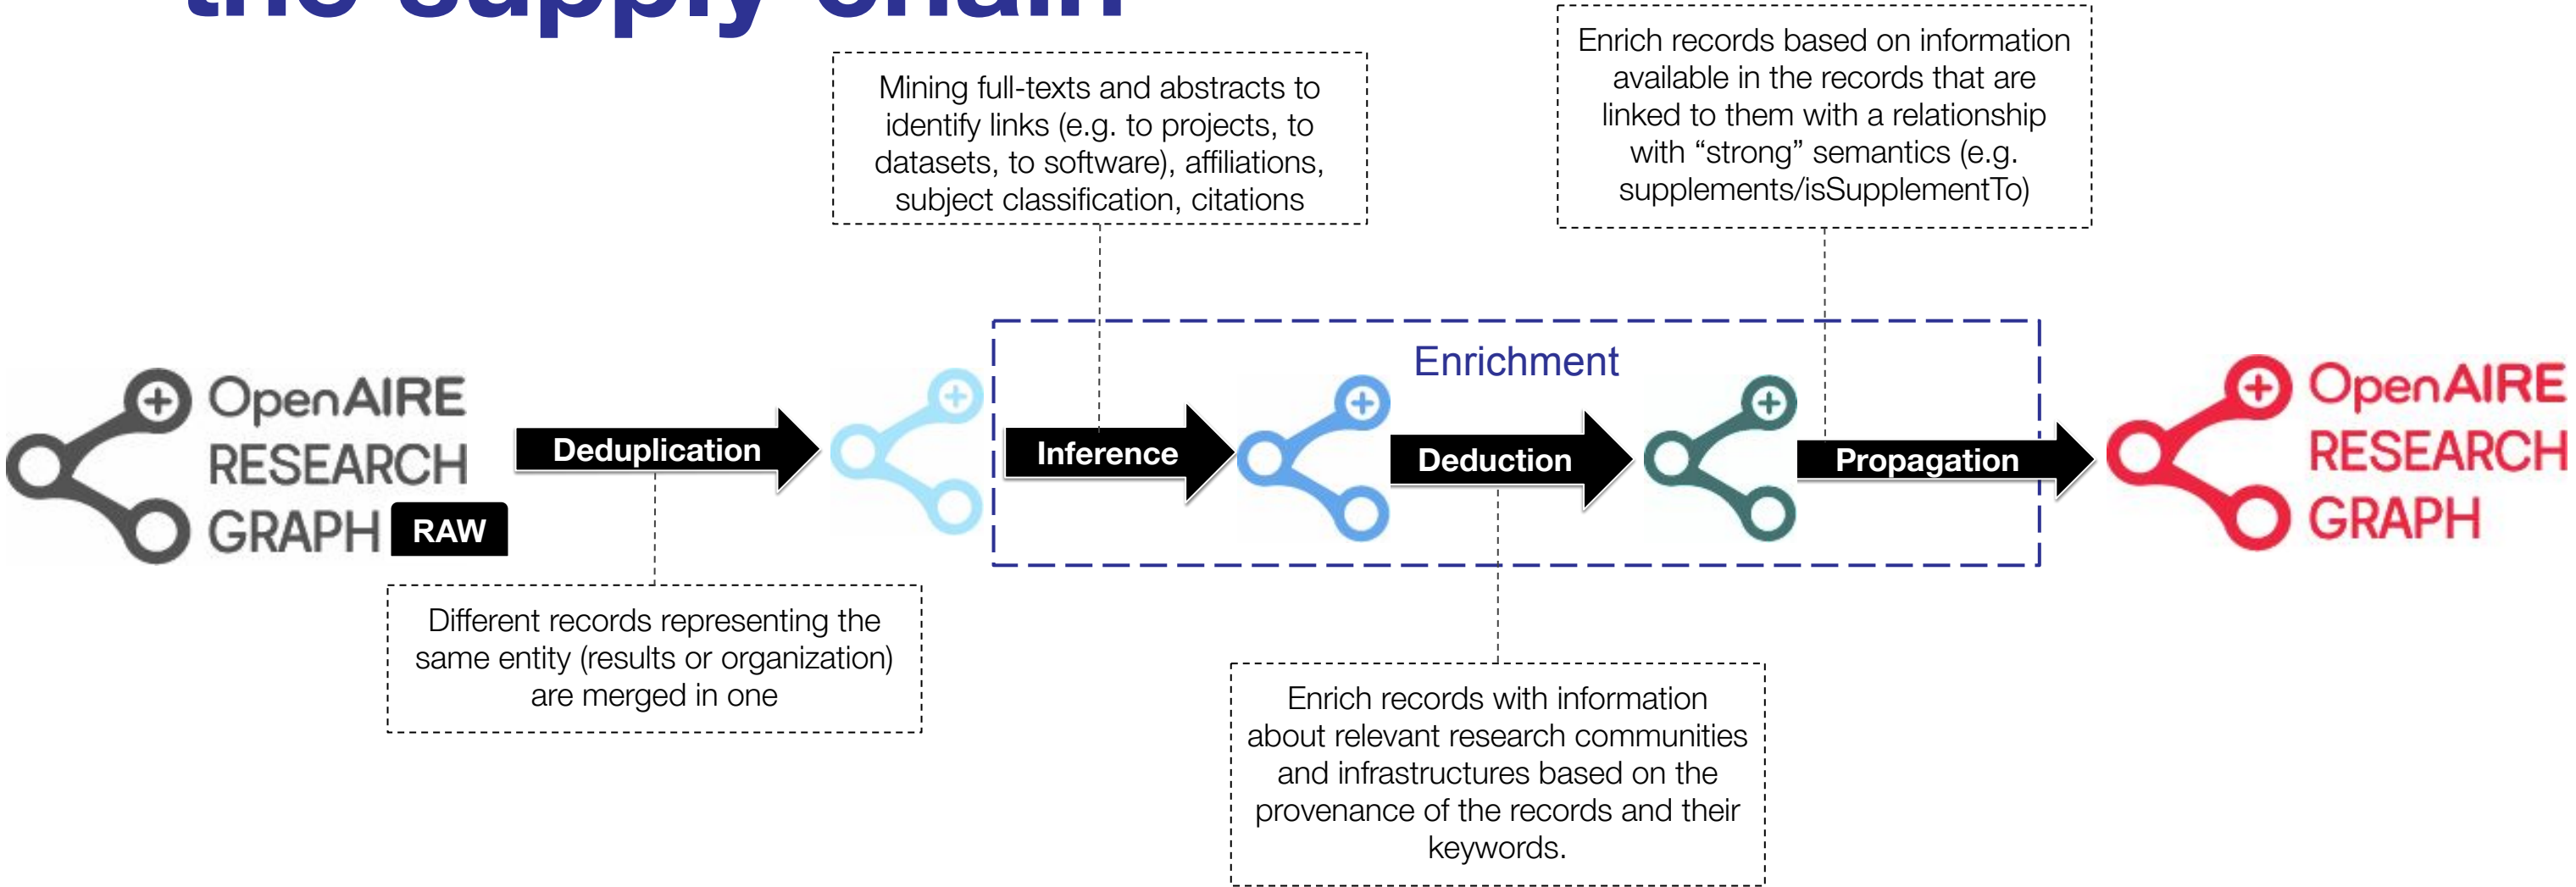 the supply chain
Enrich records based on information
available in the records that are
linked to them with a relationship
with “strong” semantics (e.g.
supplements/isSupplementTo)
Mining full-texts and abstracts to
identify links (e.g. to projects, to
datasets, to software), affiliations,
subject classification, citations
Enrichment
OpenAIRE
RESEARCH
GRAPH RAW
Deduplication
Inference
Deduction
Propagation
OpenAIRE
RESEARCH
GRAPH
Different records representing the
same entity (results or organization)
are merged in one
Enrich records with information
about relevant research communities
and infrastructures based on the
provenance of the records and their
keywords.